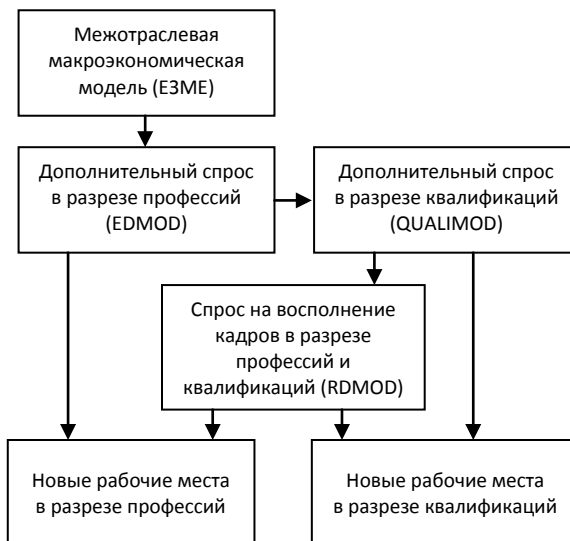 Межотраслевая
макроэкономическая
модель (E3ME)
Дополнительный спрос
в разрезе профессий
(EDMOD)
Дополнительный спрос
в разрезе квалификаций
(QUALIMOD)
Спрос на восполнение
кадров в разрезе
профессий и
квалификаций (RDMOD)
Новые рабочие места
в разрезе профессий
Новые рабочие места
в разрезе квалификаций